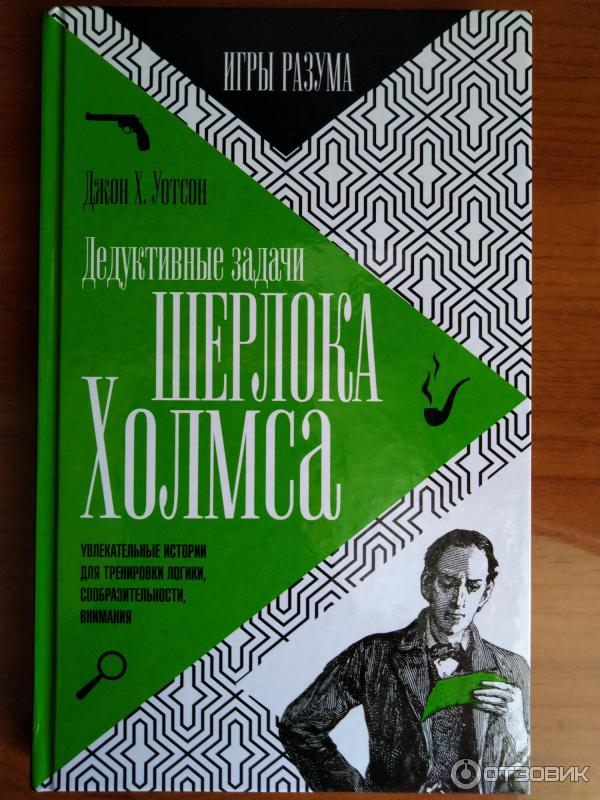 ИГРЫ РАЗУМА
Джон Х. Уотсон
Дедуктивные задачи
ШЕРЛОКА
Холмса
УВЛЕКАТЕЛЬНЫЕ ИСТОРИИ
ДЛЯ ТРЕНИРОВКИ ЛОГИКИ,
СООБРАЗИТЕЛЬНОСТИ,
ВНИМАНИЯ
ОТЗОВИК